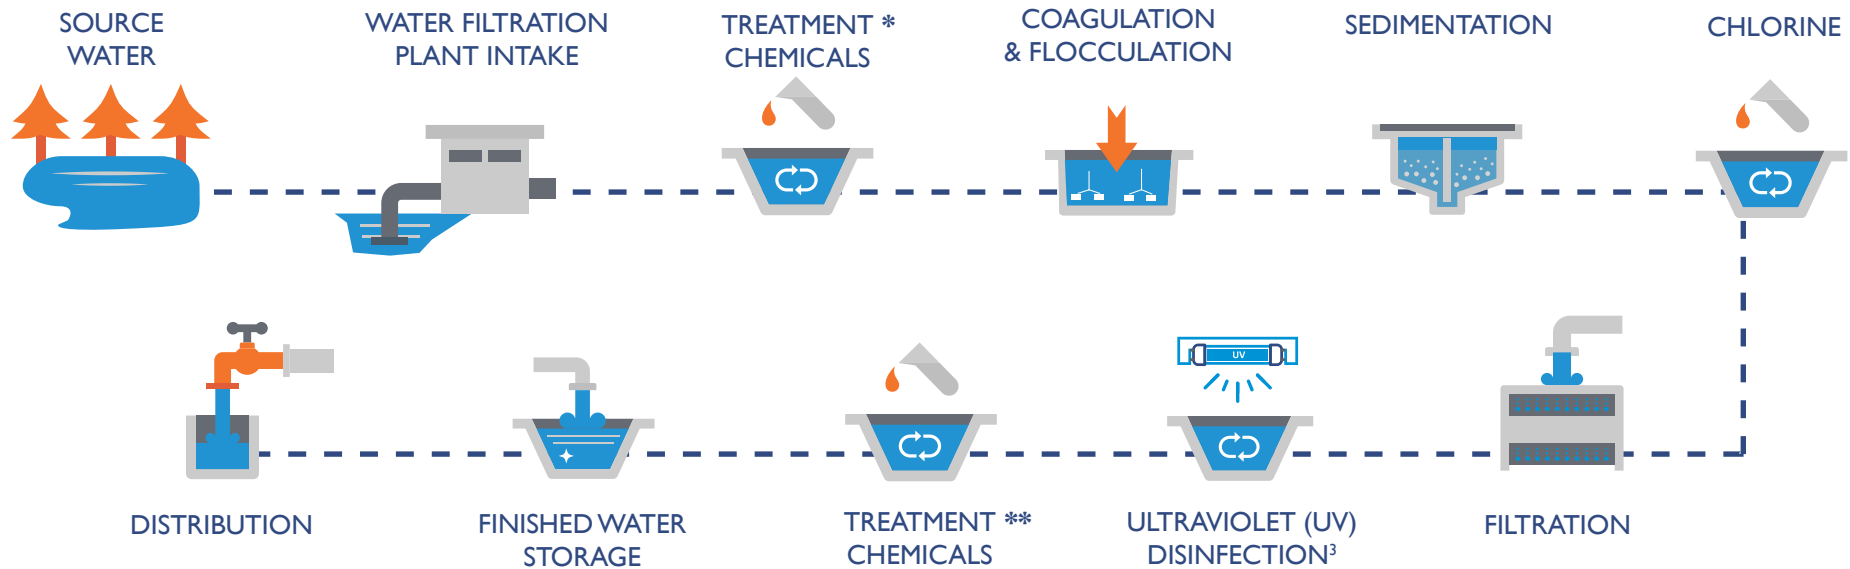 SOURCE
WATER
WATER FILTRATION
PLANT INTAKE
TREATMENT *
CHEMICALS
COAGULATION
& FLOCCULATION
SEDIMENTATION
CHLORINE
UV
DISTRIBUTION
FINISHED WATER
STORAGE
TREATMENT **
CHEMICALS
ULTRAVIOLET (UV)
DISINFECTION³
FILTRATION